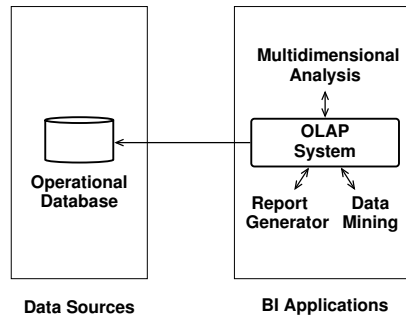 Multidimensional
Analysis
OLAP
System
Operational
Database
Report
Generator
Data
Mining
Data Sources
BI Applications